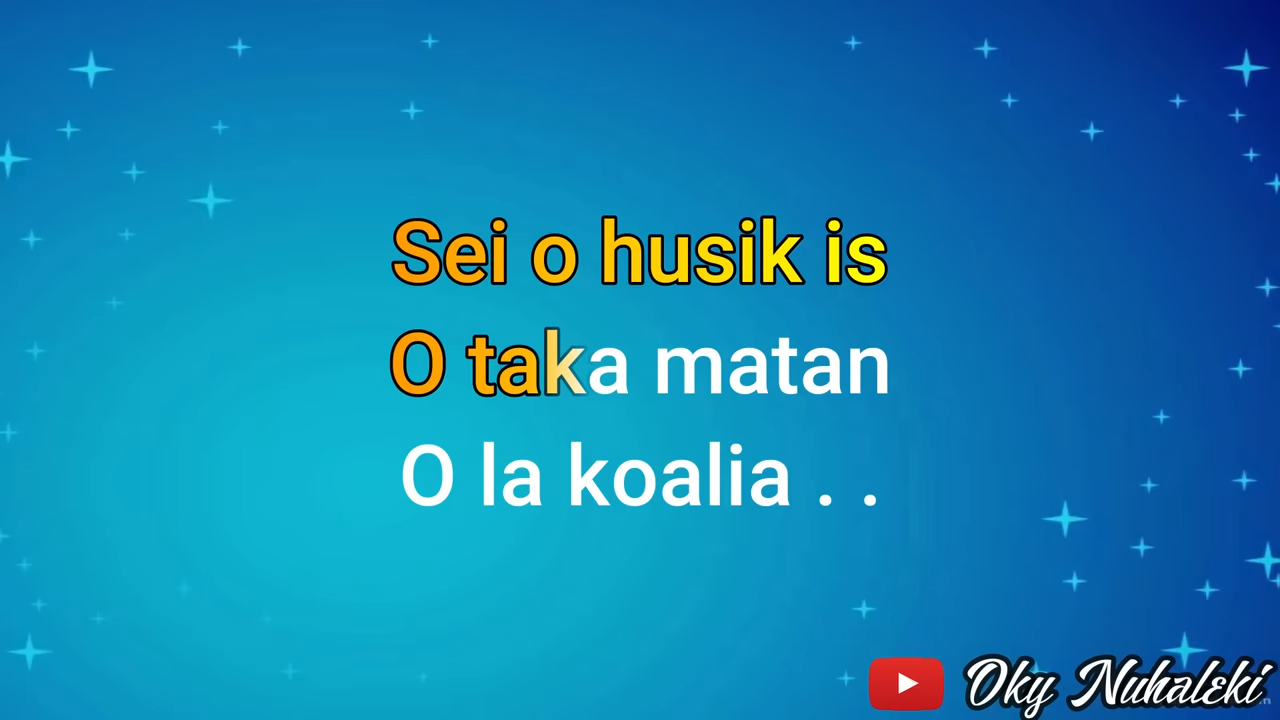 Sei o husik is
O taka matan
O la koalia . .
Oky Nuhaleki